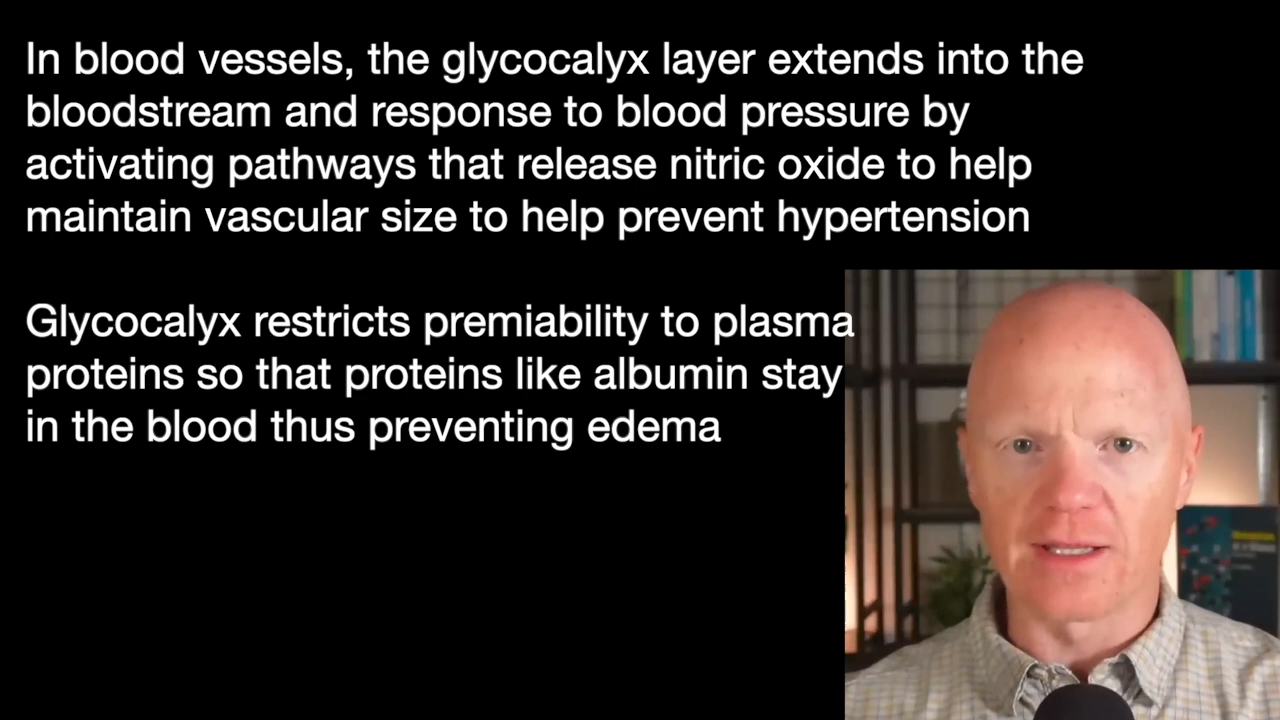 In blood vessels, the glycocalyx layer extends into the
bloodstream and response to blood pressure by
activating pathways that release nitric oxide to help
maintain vascular size to help prevent hypertension
Glycocalyx restricts premiability to plasma
proteins so that proteins like albumin stay
in the blood thus preventing edema